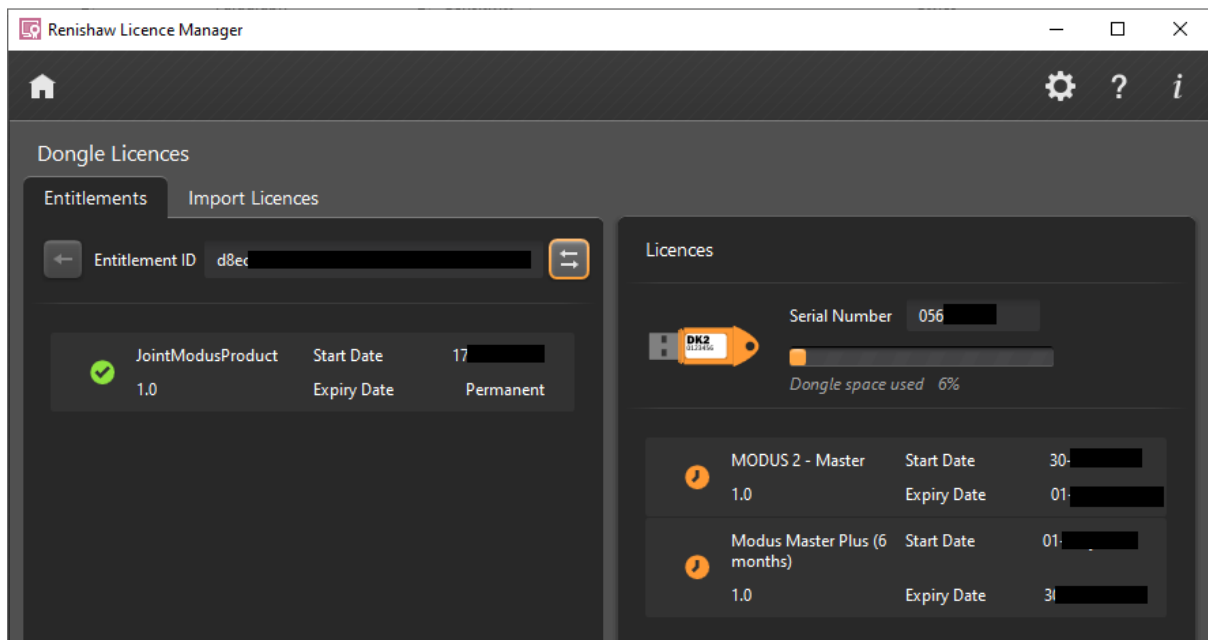 Renishaw Licence Manager
Dongle Licences
Entitlements Import Licences
Entitlement ID d8ec
JointModusProduct Start Date 17
1.0 Expiry Date Permanent
Licences
Serial Number 056
DK2
0123456
Dongle space used 6%
MODUS 2 - Master Start Date 30-
1.0 Expiry Date 01-
Modus Master Plus (6 Start Date 01-
months)
1.0 Expiry Date 30